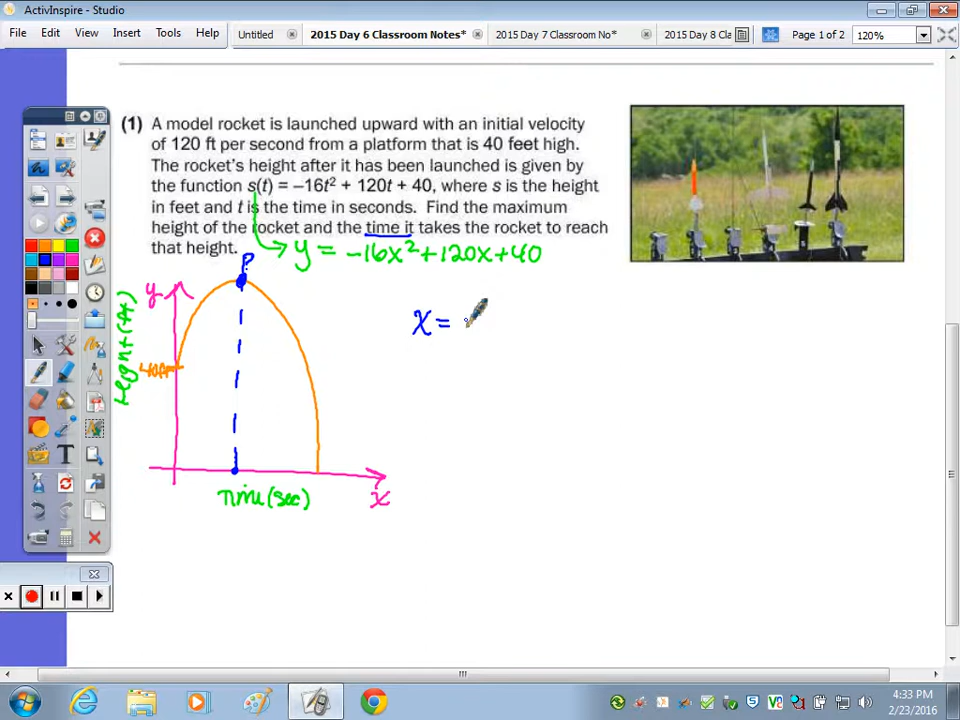 ActivInspire - Studio
File Edit View Insert Tools Help Untitled 2015 Day 6 Classroom Notes* 2015 Day 7 Classroom No* 2015 Day 8 Cla Page 1 of 2 120%
(1) A model rocket is launched upward with an initial velocity
of 120 ft per second from a platform that is 40 feet high.
The rocket's height after it has been launched is given by
the function s(t) = –16t² + 120t + 40, where s is the height
in feet and t is the time in seconds. Find the maximum
height of the rocket and the time it takes the rocket to reach
that height.
y = -16x²+120x+40
P
y
Height (ft)
40ft
x =
Time (sec)
x
4:33 PM
2/23/2016